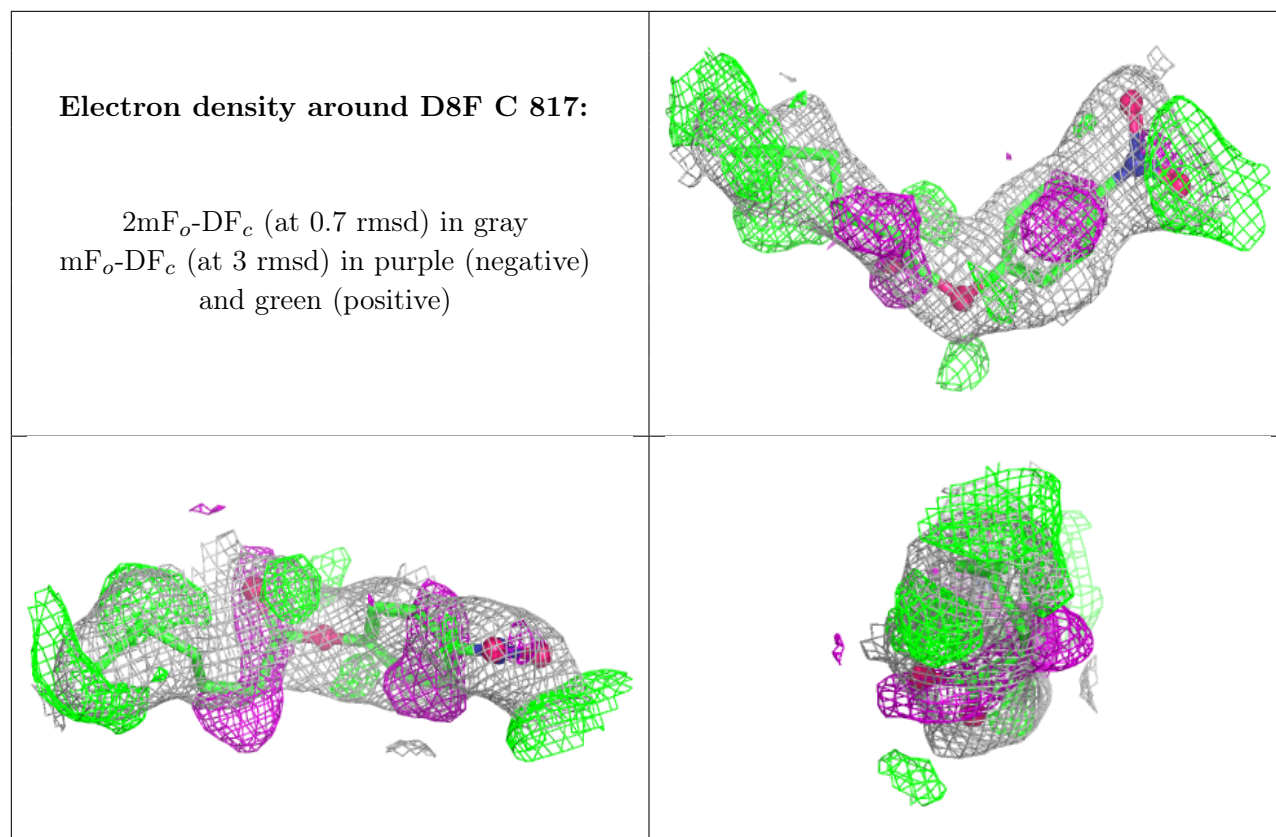 Electron density around D8F C 817:
2mFₒ-DF𝒸 (at 0.7 rmsd) in gray
mFₒ-DF𝒸 (at 3 rmsd) in purple (negative)
and green (positive)